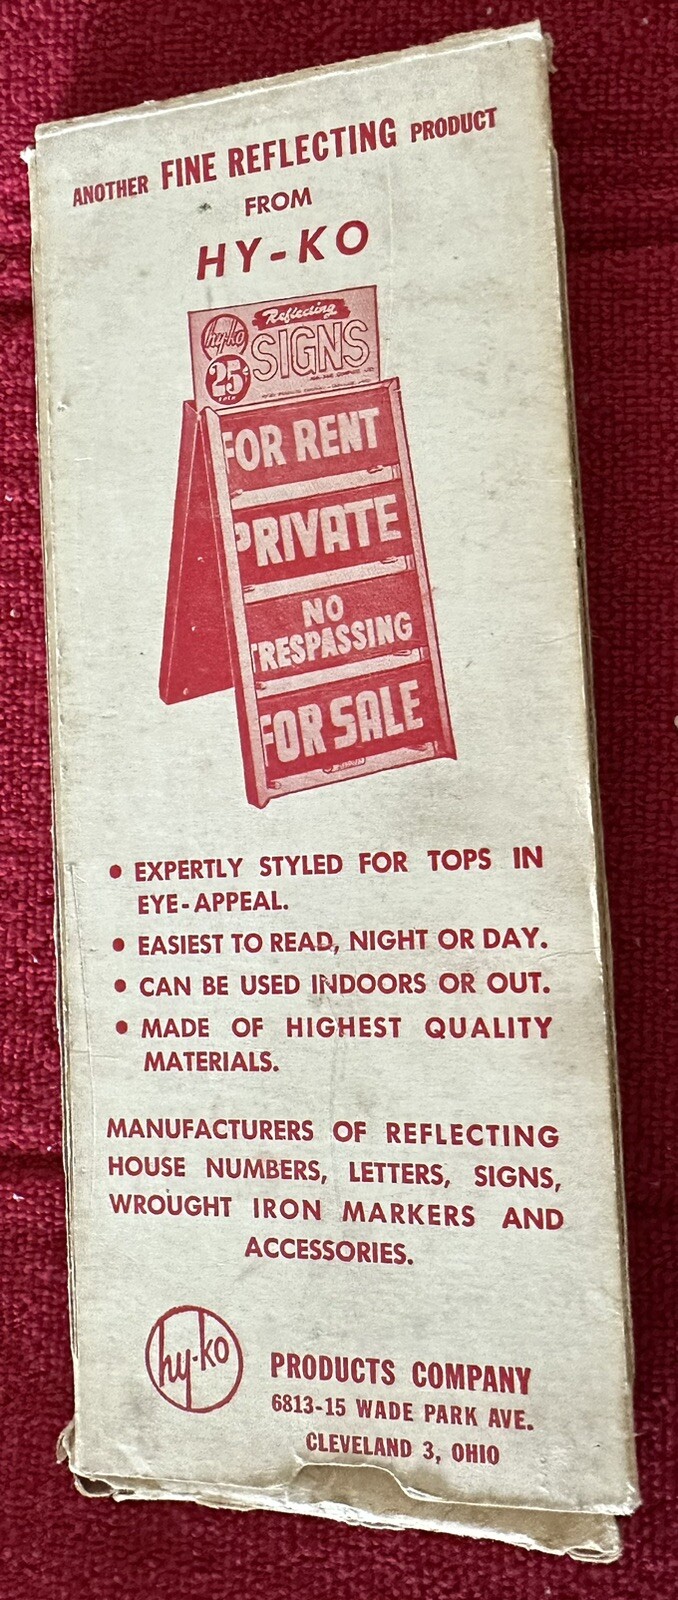 ANOTHER FINE REFLECTING PRODUCT
FROM
HY-KO
Reflecting
hy-ko
SIGNS
25¢
FOR RENT
PRIVATE
NO
TRESPASSING
FOR SALE
• EXPERTLY STYLED FOR TOPS IN
EYE-APPEAL.
• EASIEST TO READ, NIGHT OR DAY.
• CAN BE USED INDOORS OR OUT.
• MADE OF HIGHEST QUALITY
MATERIALS.
MANUFACTURERS OF REFLECTING
HOUSE NUMBERS, LETTERS, SIGNS,
WROUGHT IRON MARKERS AND
ACCESSORIES.
hy-ko
PRODUCTS COMPANY
6813-15 WADE PARK AVE.
CLEVELAND 3, OHIO